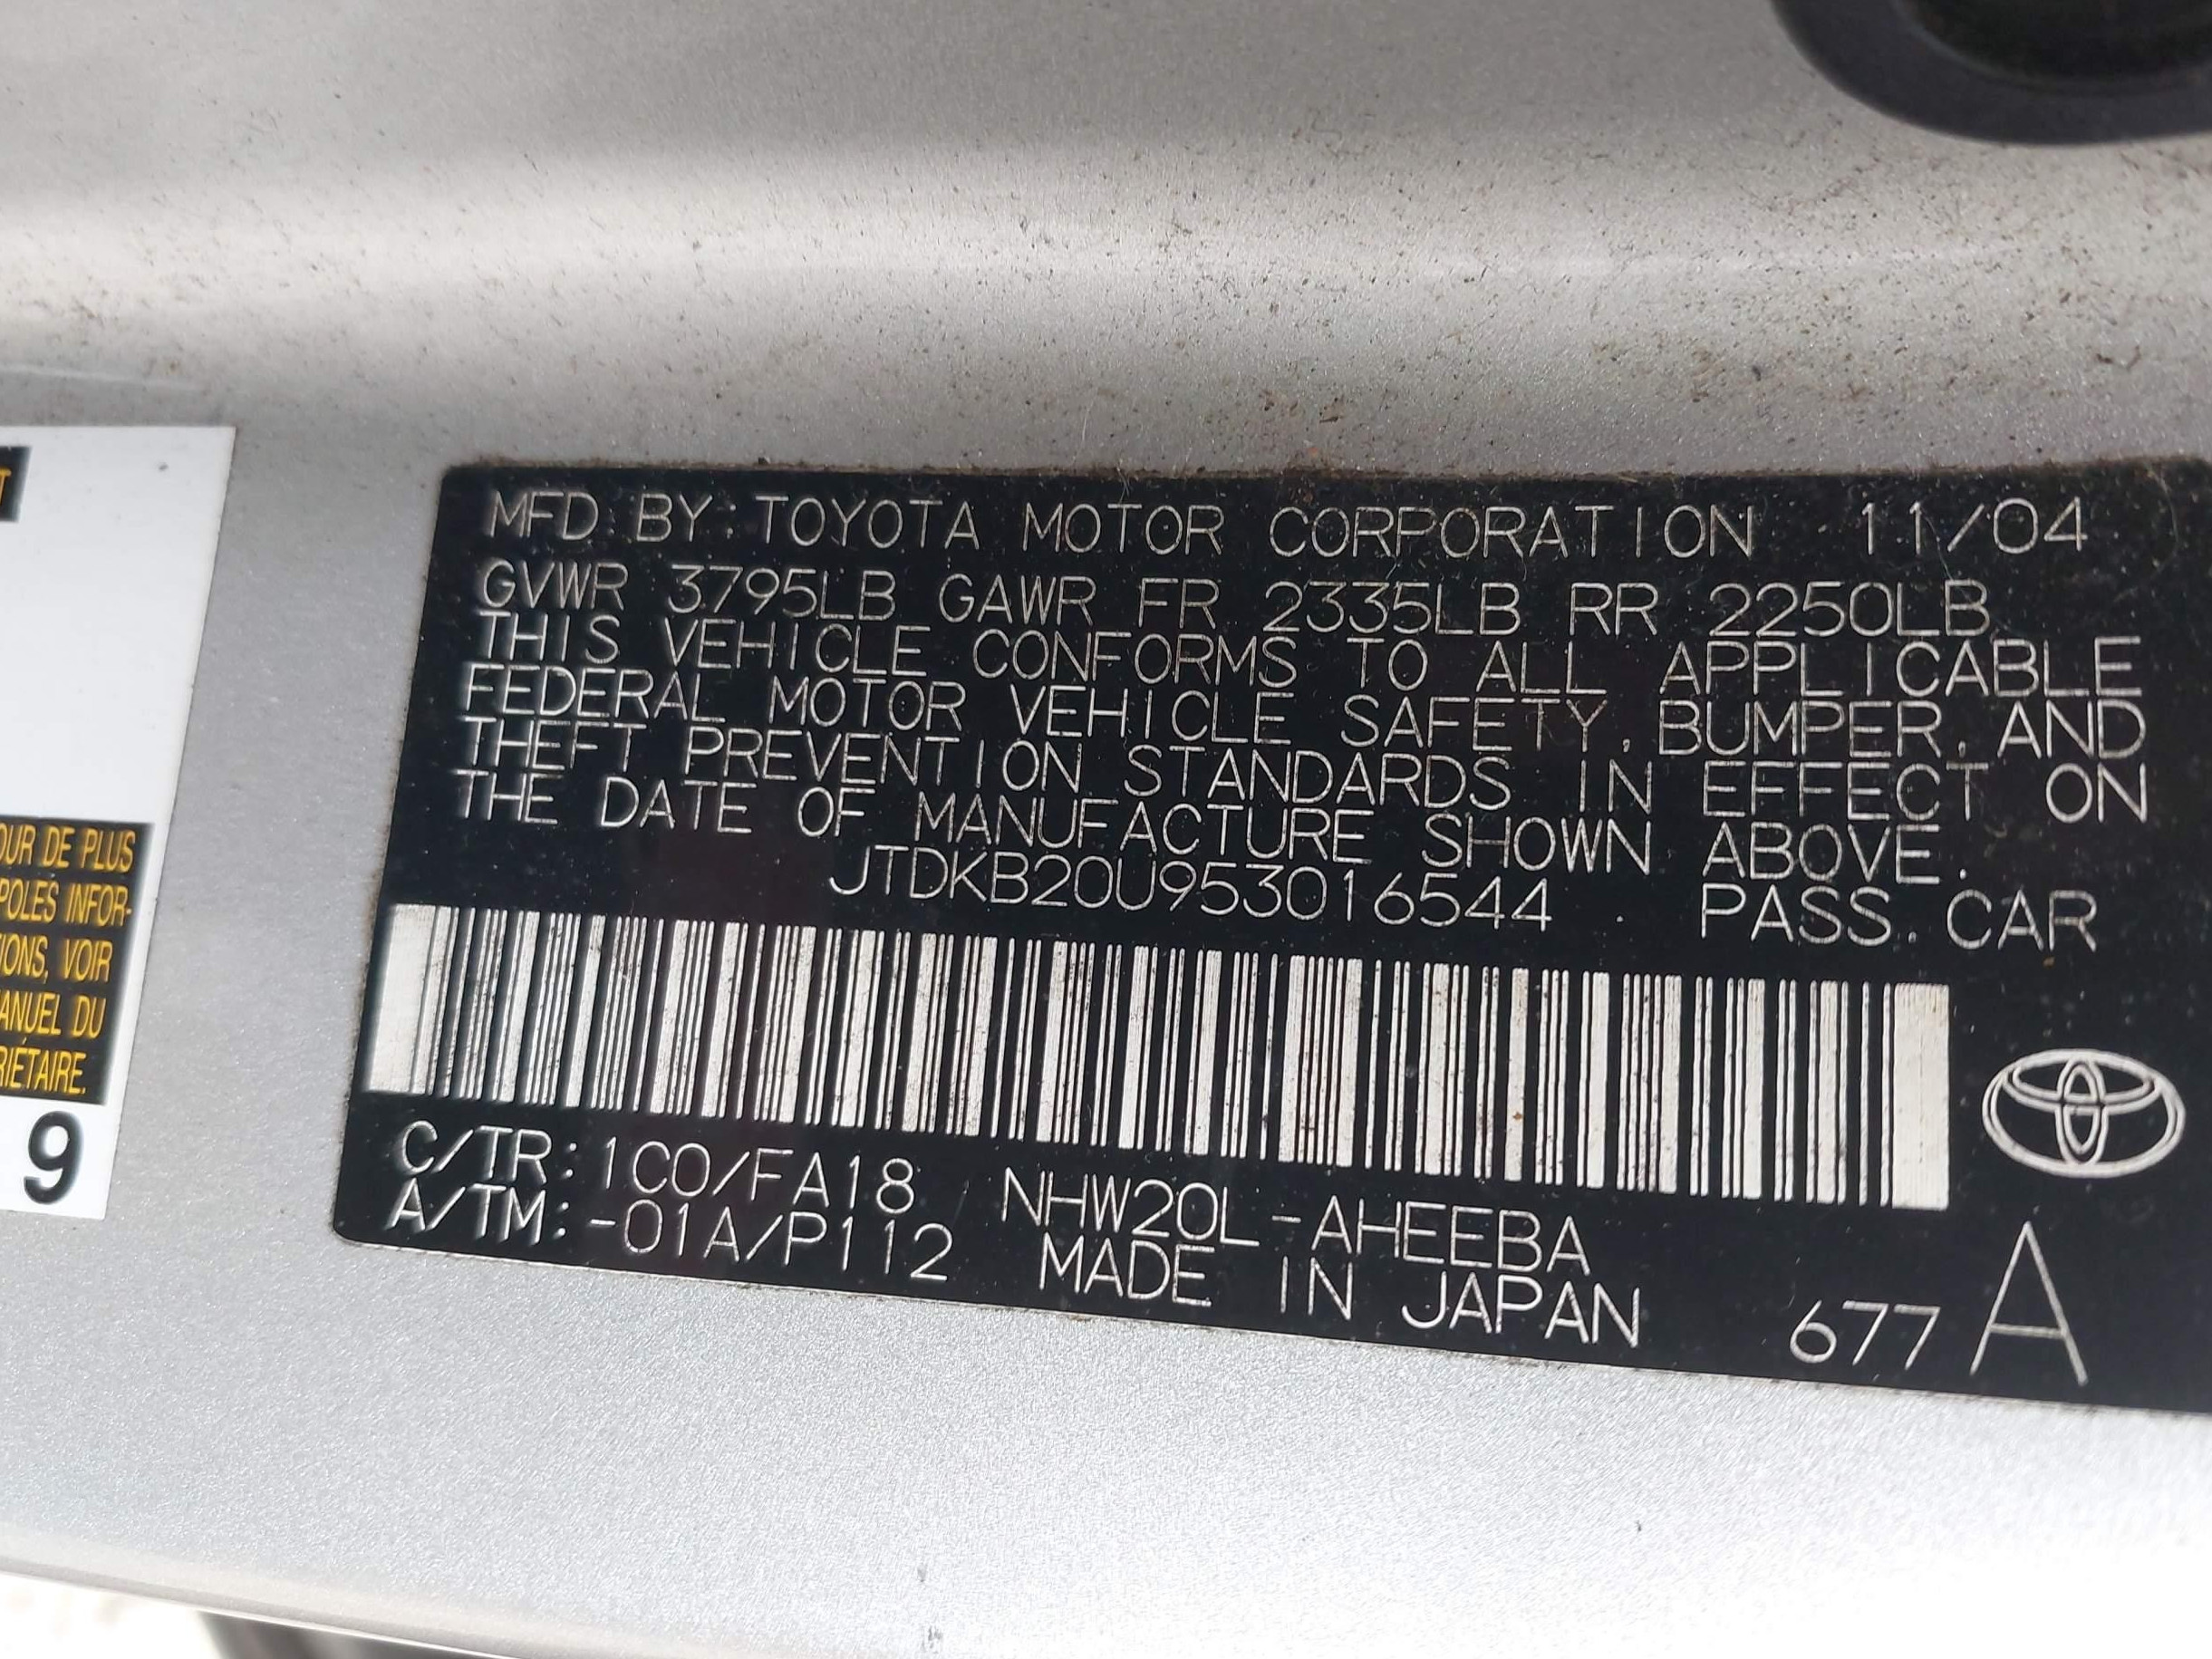 T
OUR DE PLUS
POLES INFOR-
IONS, VOIR
ANUEL DU
RIÉTAIRE.
9
MFD BY: TOYOTA MOTOR CORPORATION 11/04
GVWR 3795LB GAWR FR 2335LB RR 2250LB
THIS VEHICLE CONFORMS TO ALL APPLICABLE
FEDERAL MOTOR VEHICLE SAFETY, BUMPER, AND
THEFT PREVENTION STANDARDS IN EFFECT ON
THE DATE OF MANUFACTURE SHOWN ABOVE.
JTDKB20U953016544 PASS. CAR
C/TR: 1C0/FA18 NHW20L-AHEEBA
A/TM: -01A/P112 MADE IN JAPAN 677 A